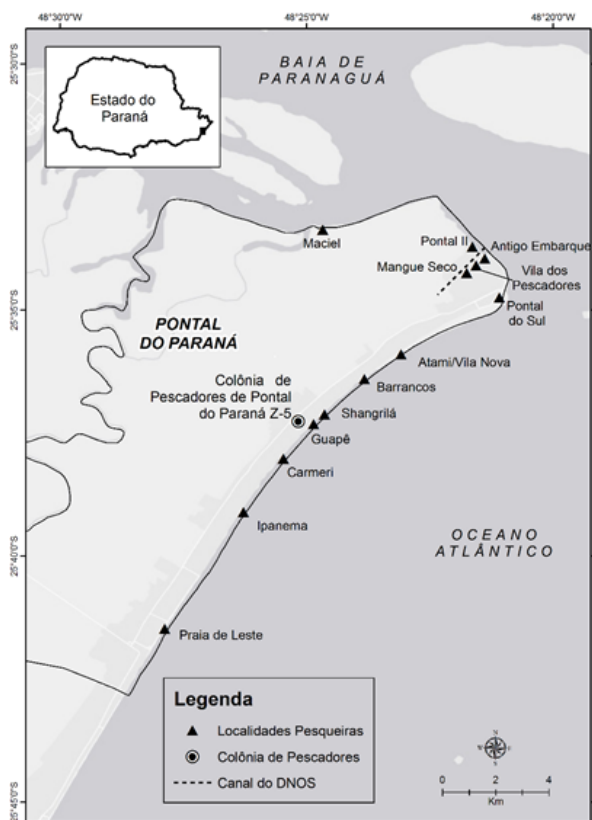 48°30'0"W
48°25'0"W
48°20'0"W
25°30'0"S
25°35'0"S
25°40'0"S
25°45'0"S
Estado do
Paraná
BAIA DE
PARANAGUÁ
Maciel
Pontal II
Antigo Embarque
Mangue Seco
Vila dos
Pescadores
Pontal
do Sul
PONTAL
DO PARANÁ
Atami/Vila Nova
Barrancos
Colônia de
Pescadores de Pontal
do Paraná Z-5
Shangrilá
Guapê
Carmeri
Ipanema
OCEANO
ATLÂNTICO
Praia de Leste
Legenda
Localidades Pesqueiras
Colônia de Pescadores
Canal do DNOS
0 2 4
Km